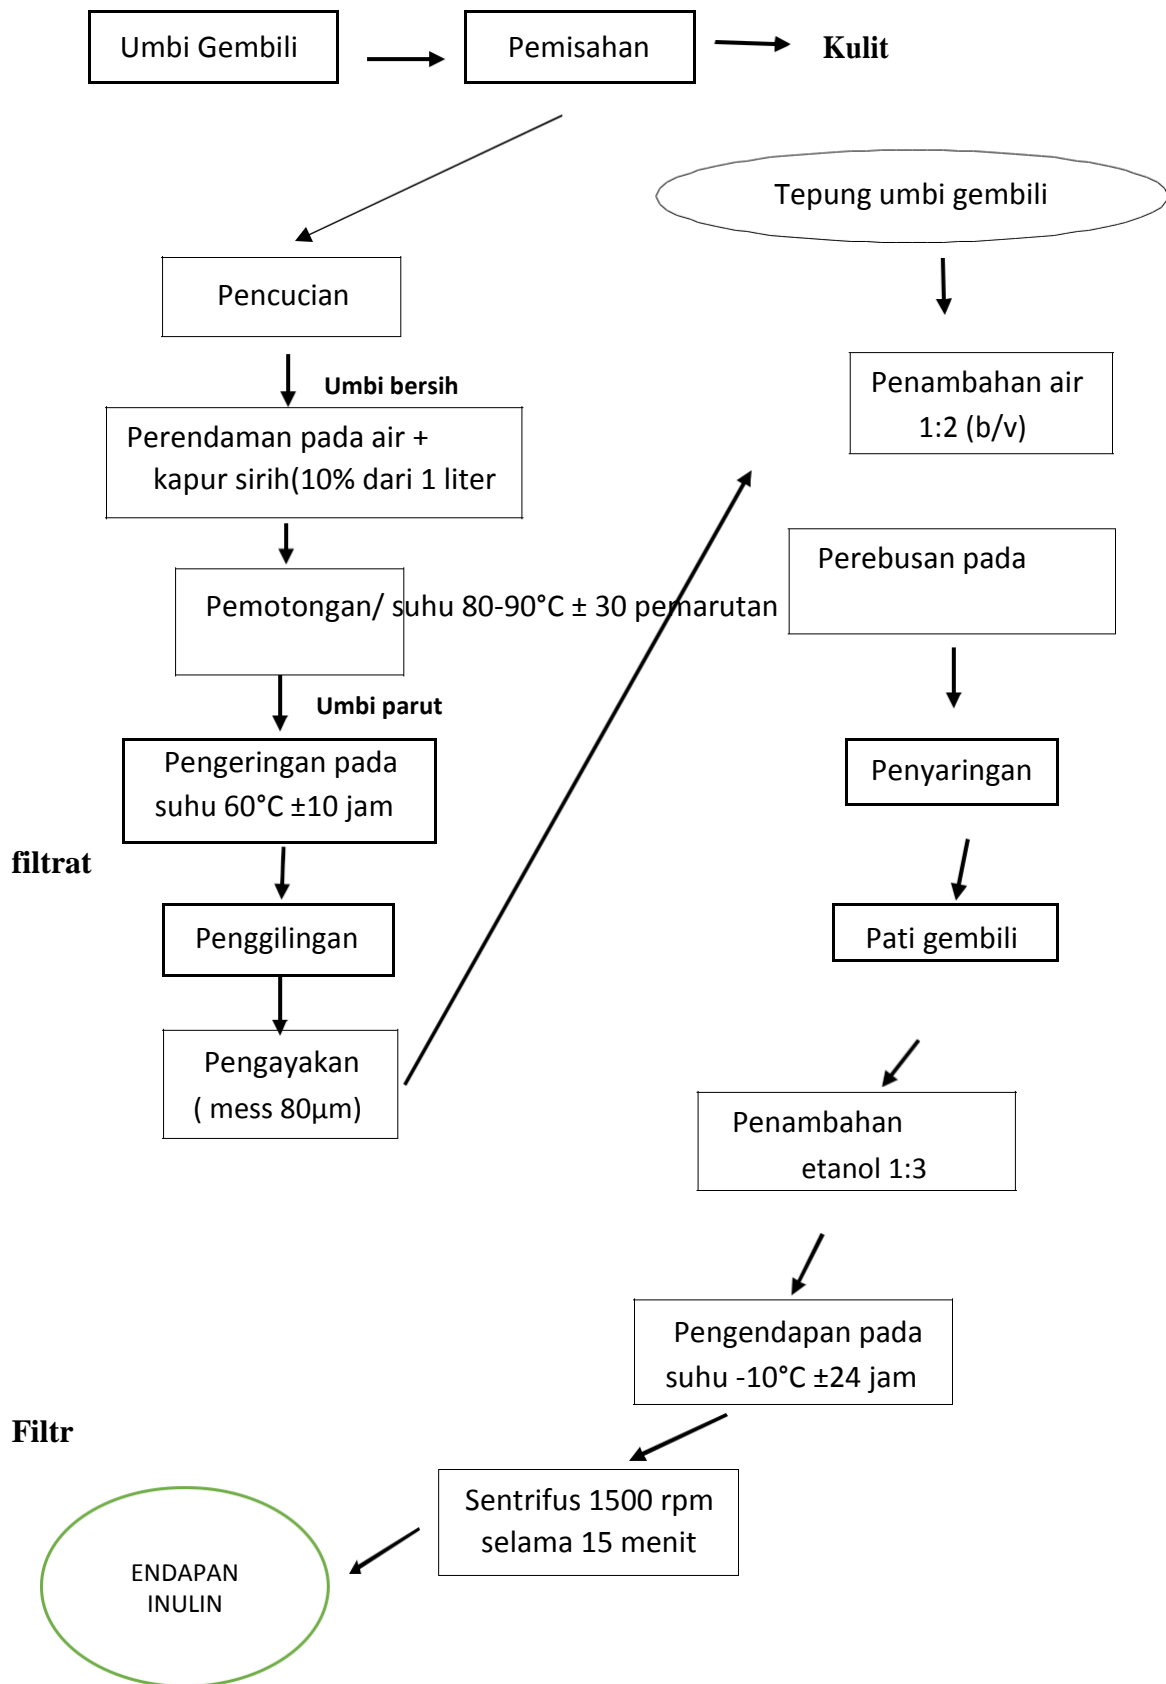 Umbi Gembili
Pemisahan
Kulit
Tepung umbi gembili
Pencucian
Umbi bersih
Penambahan air
1:2 (b/v)
Perendaman pada air +
kapur sirih(10% dari 1 liter
Perebusan pada
Pemotongan/ suhu 80-90°C ± 30 pemarutan
Umbi parut
Pengeringan pada
suhu 60°C ±10 jam
Penyaringan
filtrat
Penggilingan
Pati gembili
Pengayakan
( mess 80µm)
Penambahan
etanol 1:3
Pengendapan pada
suhu -10°C ±24 jam
Filtr
Sentrifus 1500 rpm
selama 15 menit
ENDAPAN
INULIN